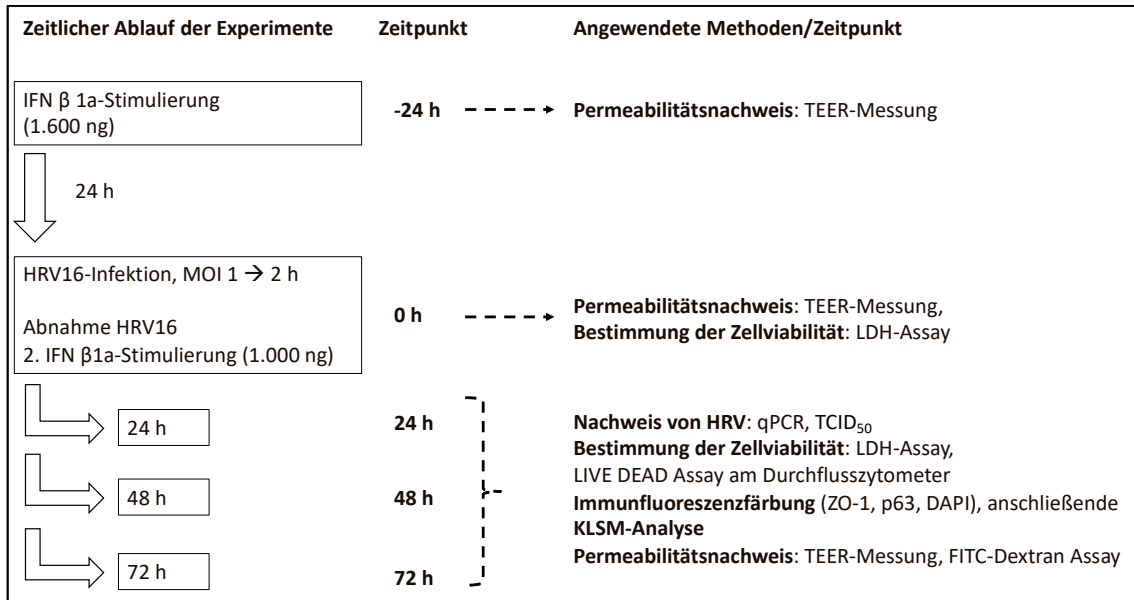 Zeitlicher Ablauf der Experimente
Zeitpunkt
Angewendete Methoden/Zeitpunkt
IFN β 1a-Stimulierung
(1.600 ng)
-24 h
Permeabilitätsnachweis: TEER-Messung
24 h
HRV16-Infektion, MOI 1 → 2 h
Abnahme HRV16
2. IFN β1a-Stimulierung (1.000 ng)
0 h
Permeabilitätsnachweis: TEER-Messung,
Bestimmung der Zellviabilität: LDH-Assay
24 h
48 h
72 h
24 h
48 h
72 h
Nachweis von HRV: qPCR, TCID₅₀
Bestimmung der Zellviabilität: LDH-Assay,
LIVE DEAD Assay am Durchflusszytometer
Immunfluoreszenzfärbung (ZO-1, p63, DAPI), anschließende
KLSM-Analyse
Permeabilitätsnachweis: TEER-Messung, FITC-Dextran Assay